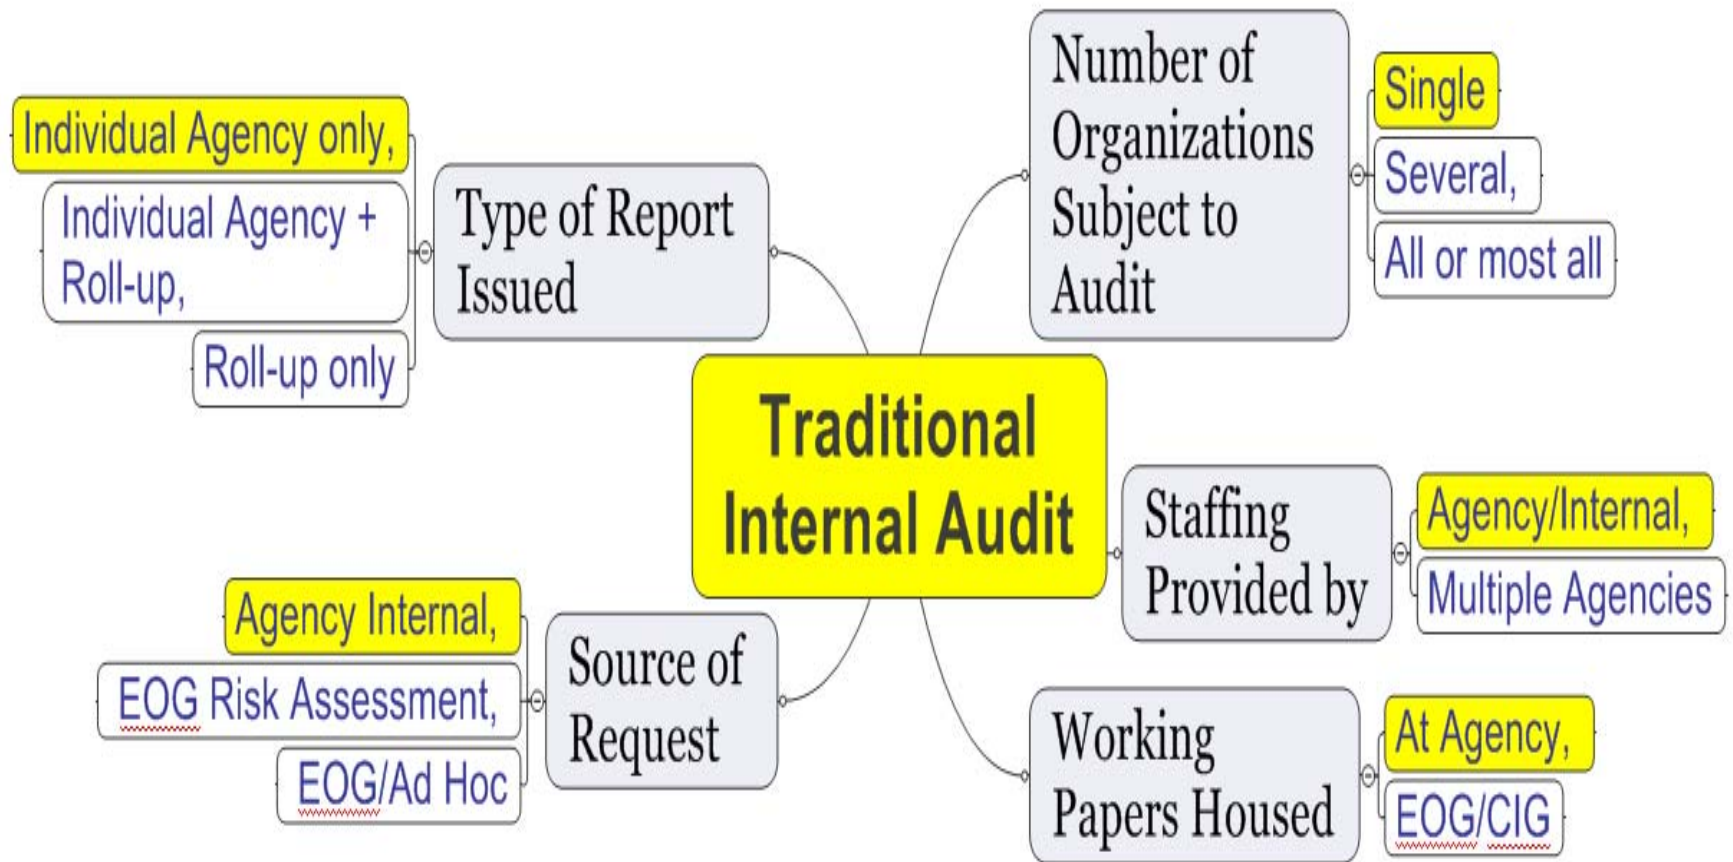 Individual Agency only,
Individual Agency +
Roll-up,
Roll-up only
Type of Report
Issued
Number of
Organizations
Subject to
Audit
Single
Several,
All or most all
Traditional
Internal Audit
Staffing
Provided by
Agency/Internal,
Multiple Agencies
Agency Internal,
EOG Risk Assessment,
EOG/Ad Hoc
Source of
Request
Working
Papers Housed
At Agency,
EOG/CIG